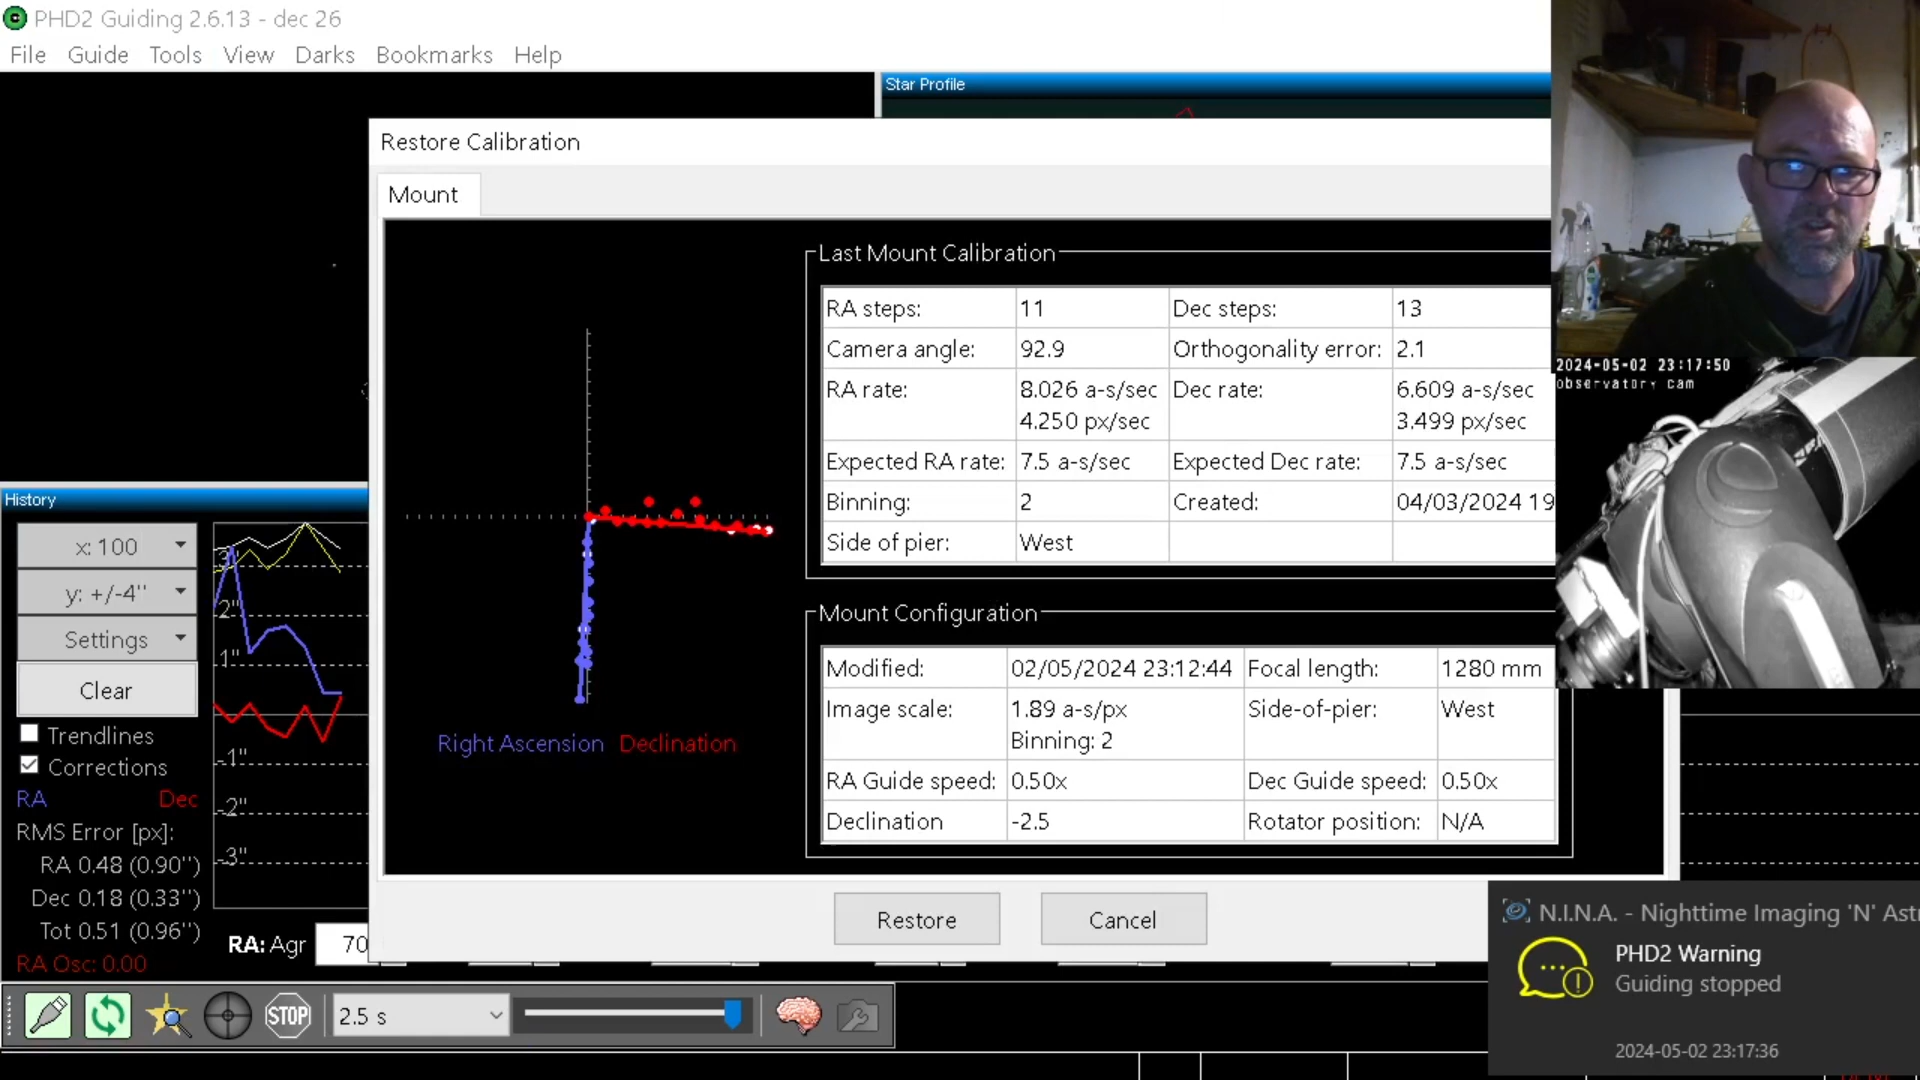 PHD2 Guiding 2.6.13 - dec 26
File Guide Tools View Darks Bookmarks Help
Star Profile
Restore Calibration
Mount
Last Mount Calibration
RA steps: 11 Dec steps: 13
Camera angle: 92.9 Orthogonality error: 2.1
RA rate: 8.026 a-s/sec Dec rate: 6.609 a-s/sec
4.250 px/sec 3.499 px/sec
Expected RA rate: 7.5 a-s/sec Expected Dec rate: 7.5 a-s/sec
Binning: 2 Created: 04/03/2024 19
Side of pier: West
Right Ascension Declination
Mount Configuration
Modified: 02/05/2024 23:12:44 Focal length: 1280 mm
Image scale: 1.89 a-s/px Side-of-pier: West
Binning: 2
RA Guide speed: 0.50x Dec Guide speed: 0.50x
Declination -2.5 Rotator position: N/A
Restore Cancel
2024-05-02 23:17:50
observatory cam
History
x: 100
y: +/-4''
Settings
Clear
Trendlines
Corrections
RA Dec
RMS Error [px]:
RA 0.48 (0.90'')
Dec 0.18 (0.33'')
Tot 0.51 (0.96'')
RA Osc: 0.00
3''
2''
1''
-1''
-2''
-3''
RA: Agr 70
STOP
2.5 s
N.I.N.A. - Nighttime Imaging 'N' Astr
PHD2 Warning
Guiding stopped
2024-05-02 23:17:36